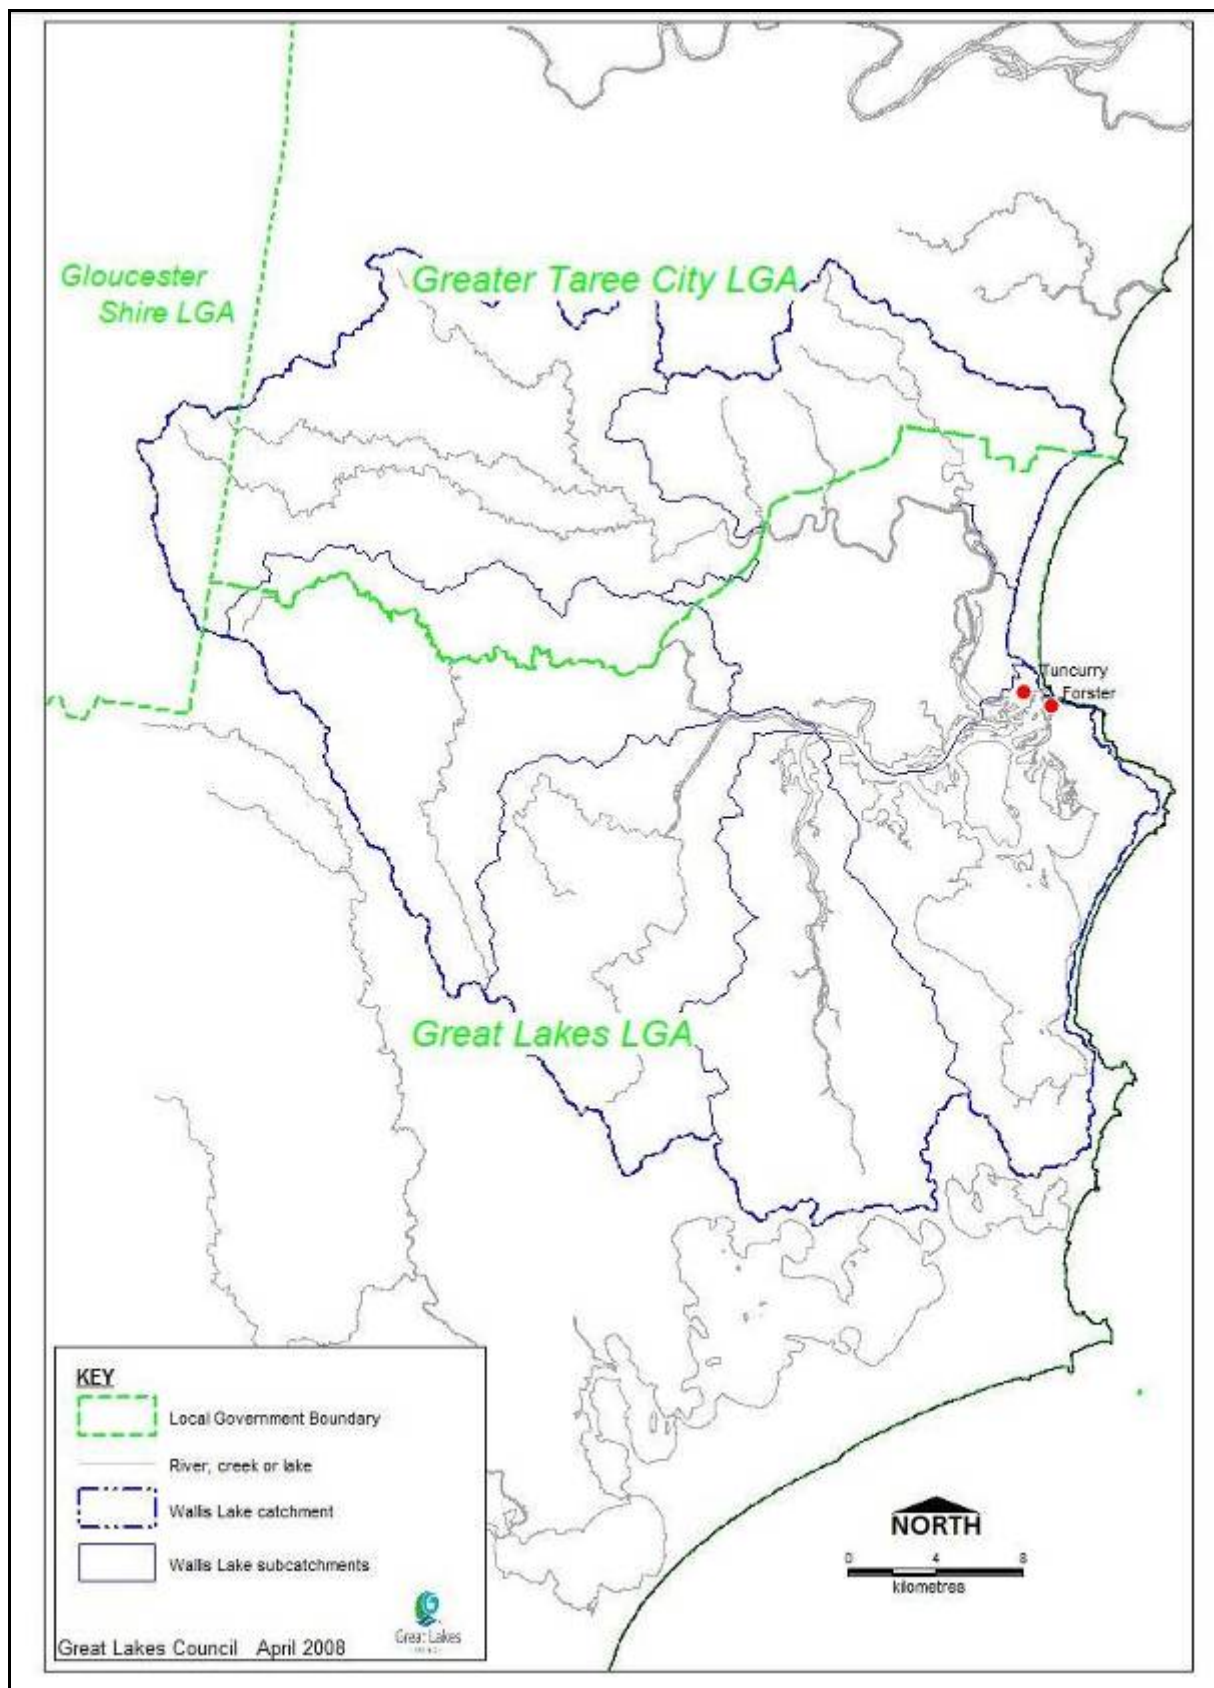 Gloucester
Shire LGA
Greater Taree City LGA
Tuncurry
Forster
Great Lakes LGA
KEY
Local Government Boundary
River, creek or lake
Wallis Lake catchment
Wallis Lake subcatchments
Great Lakes Council April 2008
Great Lakes
NORTH
0 4 8
kilometres